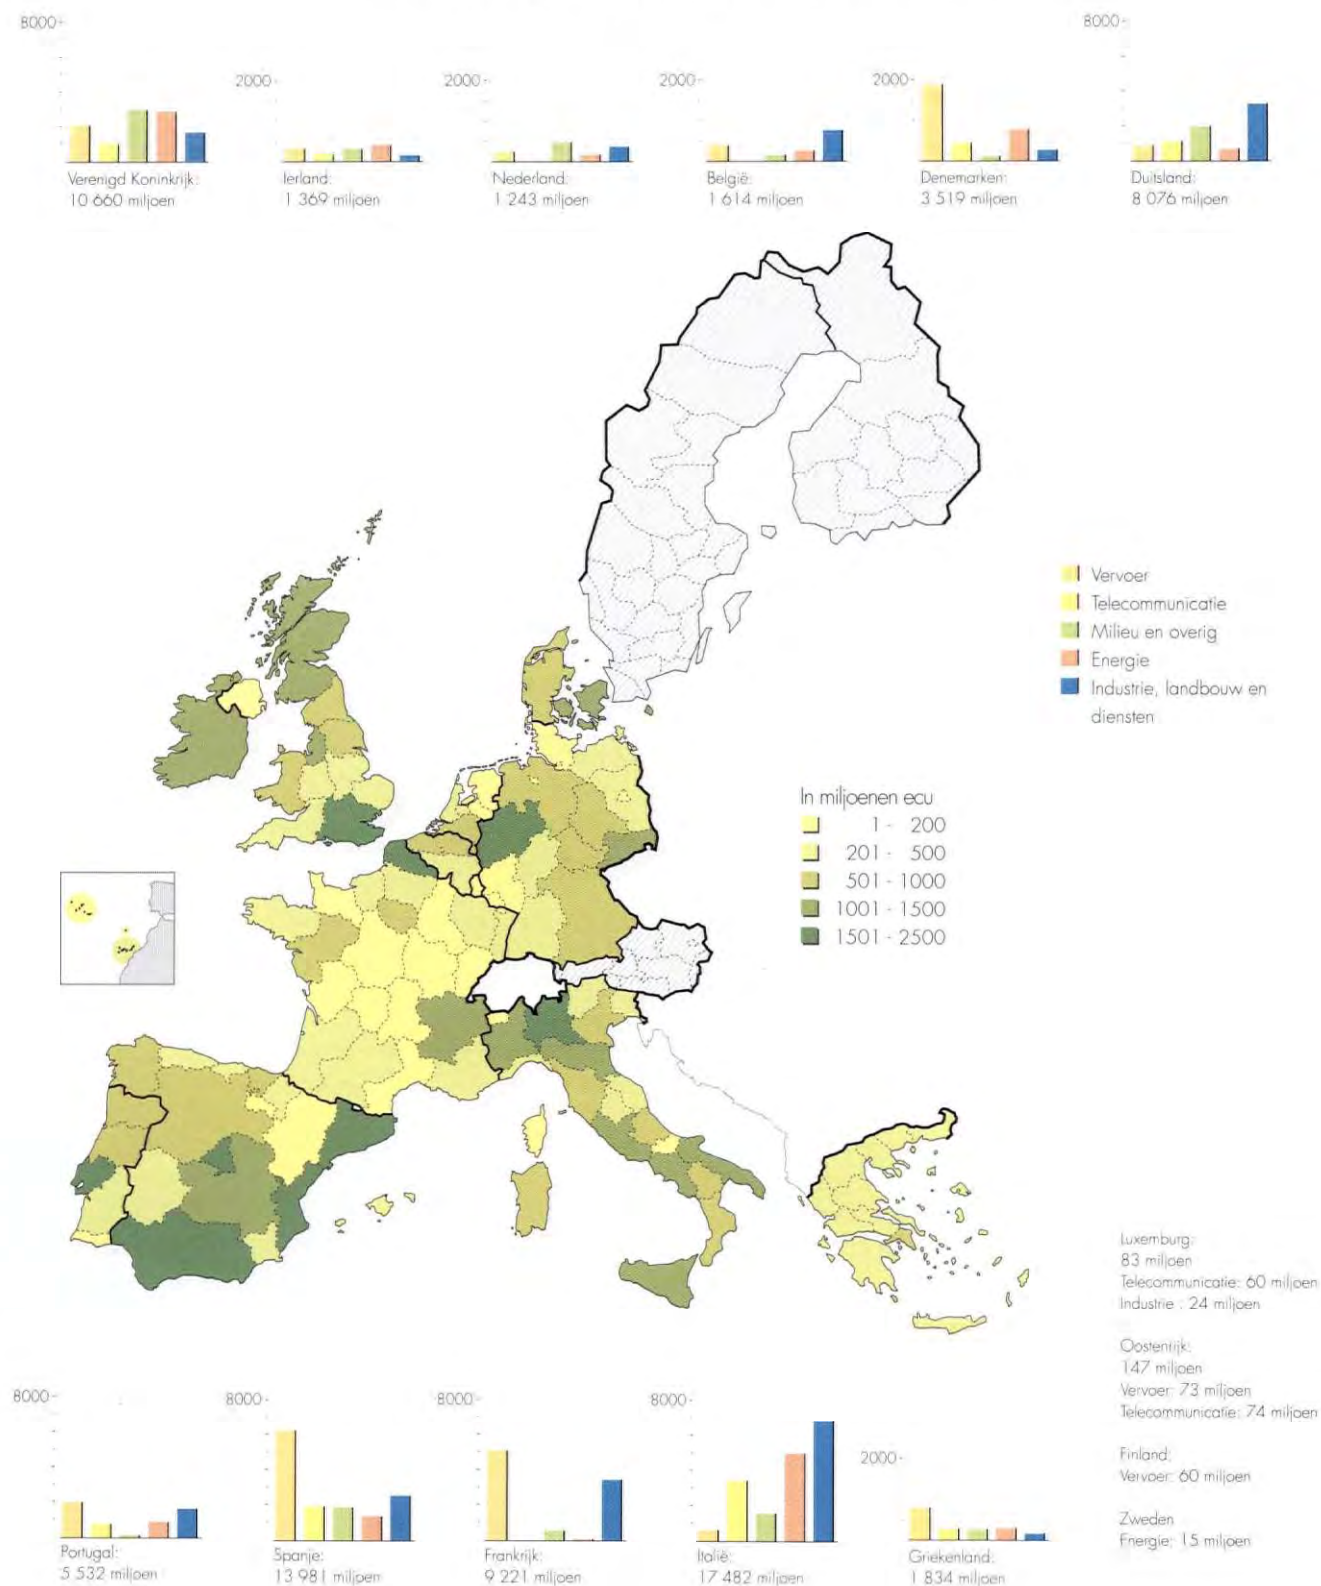 8000
8000
2000
2000
2000
2000
Verenigd Koninkrijk:
10 660 miljoen
Ierland:
1 369 miljoen
Nederland:
1 243 miljoen
België:
1 614 miljoen
Denemarken:
3 519 miljoen
Duitsland:
8 076 miljoen
Vervoer
Telecommunicatie
Milieu en overig
Energie
Industrie, landbouw en
diensten
In miljoenen ecu
1 - 200
201 - 500
501 - 1000
1001 - 1500
1501 - 2500
Luxemburg:
83 miljoen
Telecommunicatie: 60 miljoen
Industrie : 24 miljoen
Oostenrijk:
147 miljoen
Vervoer: 73 miljoen
Telecommunicatie: 74 miljoen
Finland:
Vervoer: 60 miljoen
Zweden
Energie: 15 miljoen
8000
8000
8000
8000
2000
Portugal:
5 532 miljoen
Spanje:
13 981 miljoen
Frankrijk:
9 221 miljoen
Italië:
17 482 miljoen
Griekenland:
1 834 miljoen